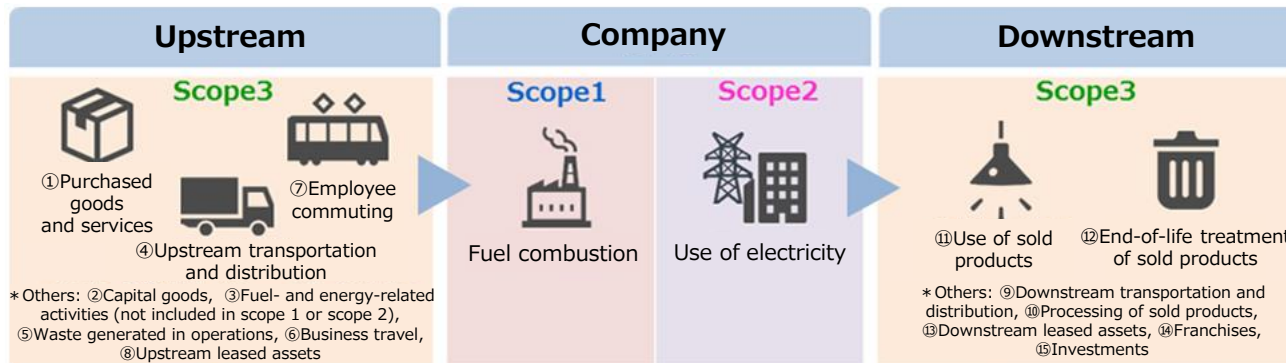 Upstream
Scope3
①Purchased
goods
and services
⑦Employee
commuting
④Upstream transportation
and distribution
＊Others: ②Capital goods, ③Fuel- and energy-related
activities (not included in scope 1 or scope 2),
⑤Waste generated in operations, ⑥Business travel,
⑧Upstream leased assets
Company
Scope1
Fuel combustion
Scope2
Use of electricity
Downstream
Scope3
⑪Use of sold
products
⑫End-of-life treatment
of sold products
＊Others: ⑨Downstream transportation and
distribution, ⑩Processing of sold products,
⑬Downstream leased assets, ⑭Franchises,
⑮Investments